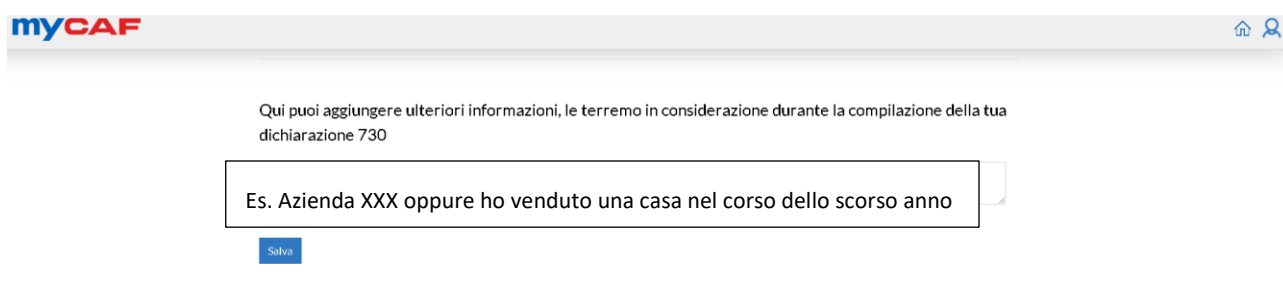 myCAF
Qui puoi aggiungere ulteriori informazioni, le terremo in considerazione durante la compilazione della tua
dichiarazione 730
Es. Azienda XXX oppure ho venduto una casa nel corso dello scorso anno
Salva